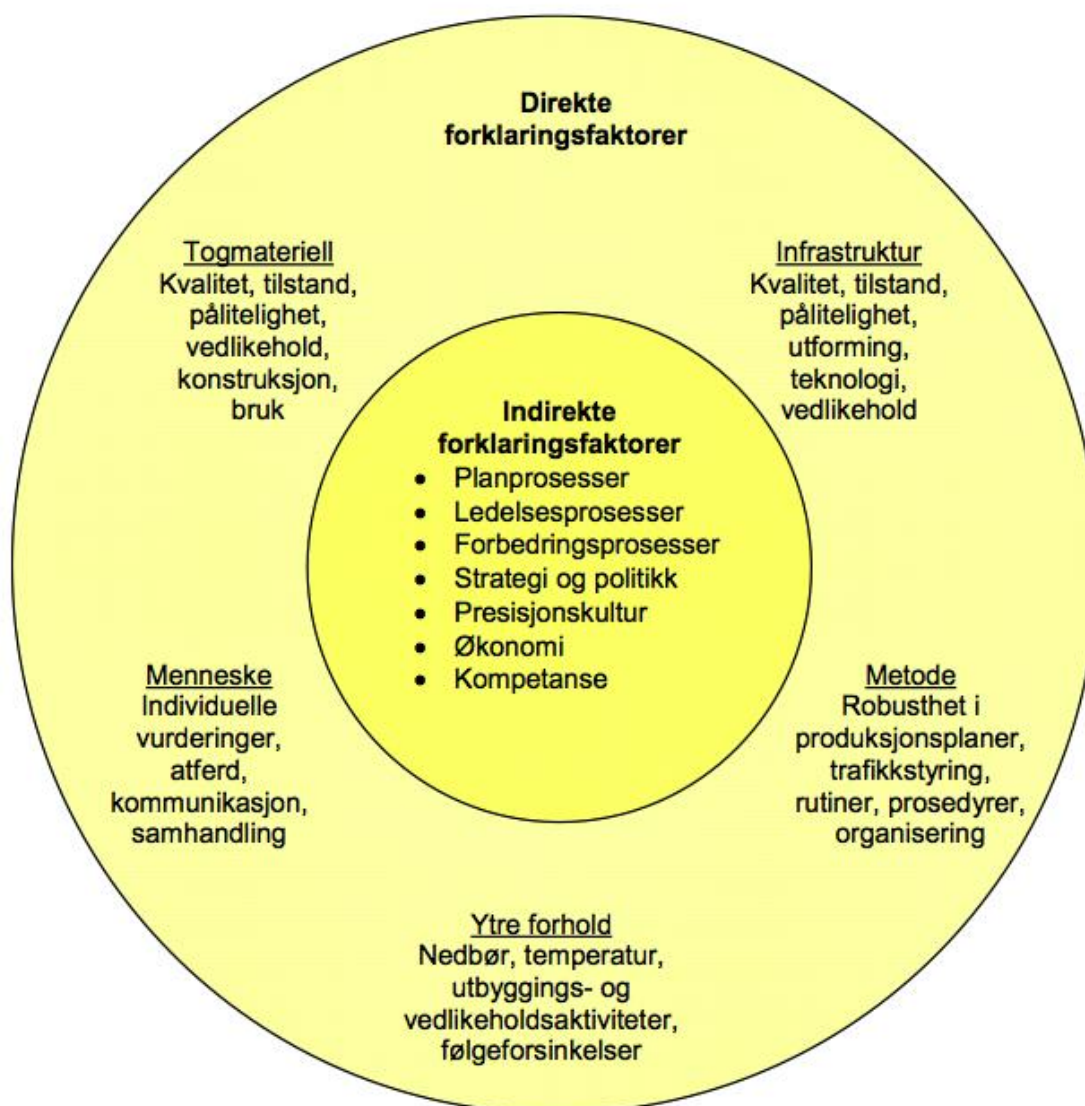 Direkte
forklaringsfaktorer
Togmateriell
Kvalitet, tilstand,
pålitelighet,
vedlikehold,
konstruksjon,
bruk
Infrastruktur
Kvalitet, tilstand,
pålitelighet,
utforming,
teknologi,
vedlikehold
Indirekte
forklaringsfaktorer
• Planprosesser
• Ledelsesprosesser
• Forbedringsprosesser
• Strategi og politikk
• Presisjonskultur
• Økonomi
• Kompetanse
Menneske
Individuelle
vurderinger,
atferd,
kommunikasjon,
samhandling
Metode
Robusthet i
produksjonsplaner,
trafikkstyring,
rutiner, prosedyrer,
organisering
Ytre forhold
Nedbør, temperatur,
utbyggings- og
vedlikeholdsaktiviteter,
følgeforsinkelser